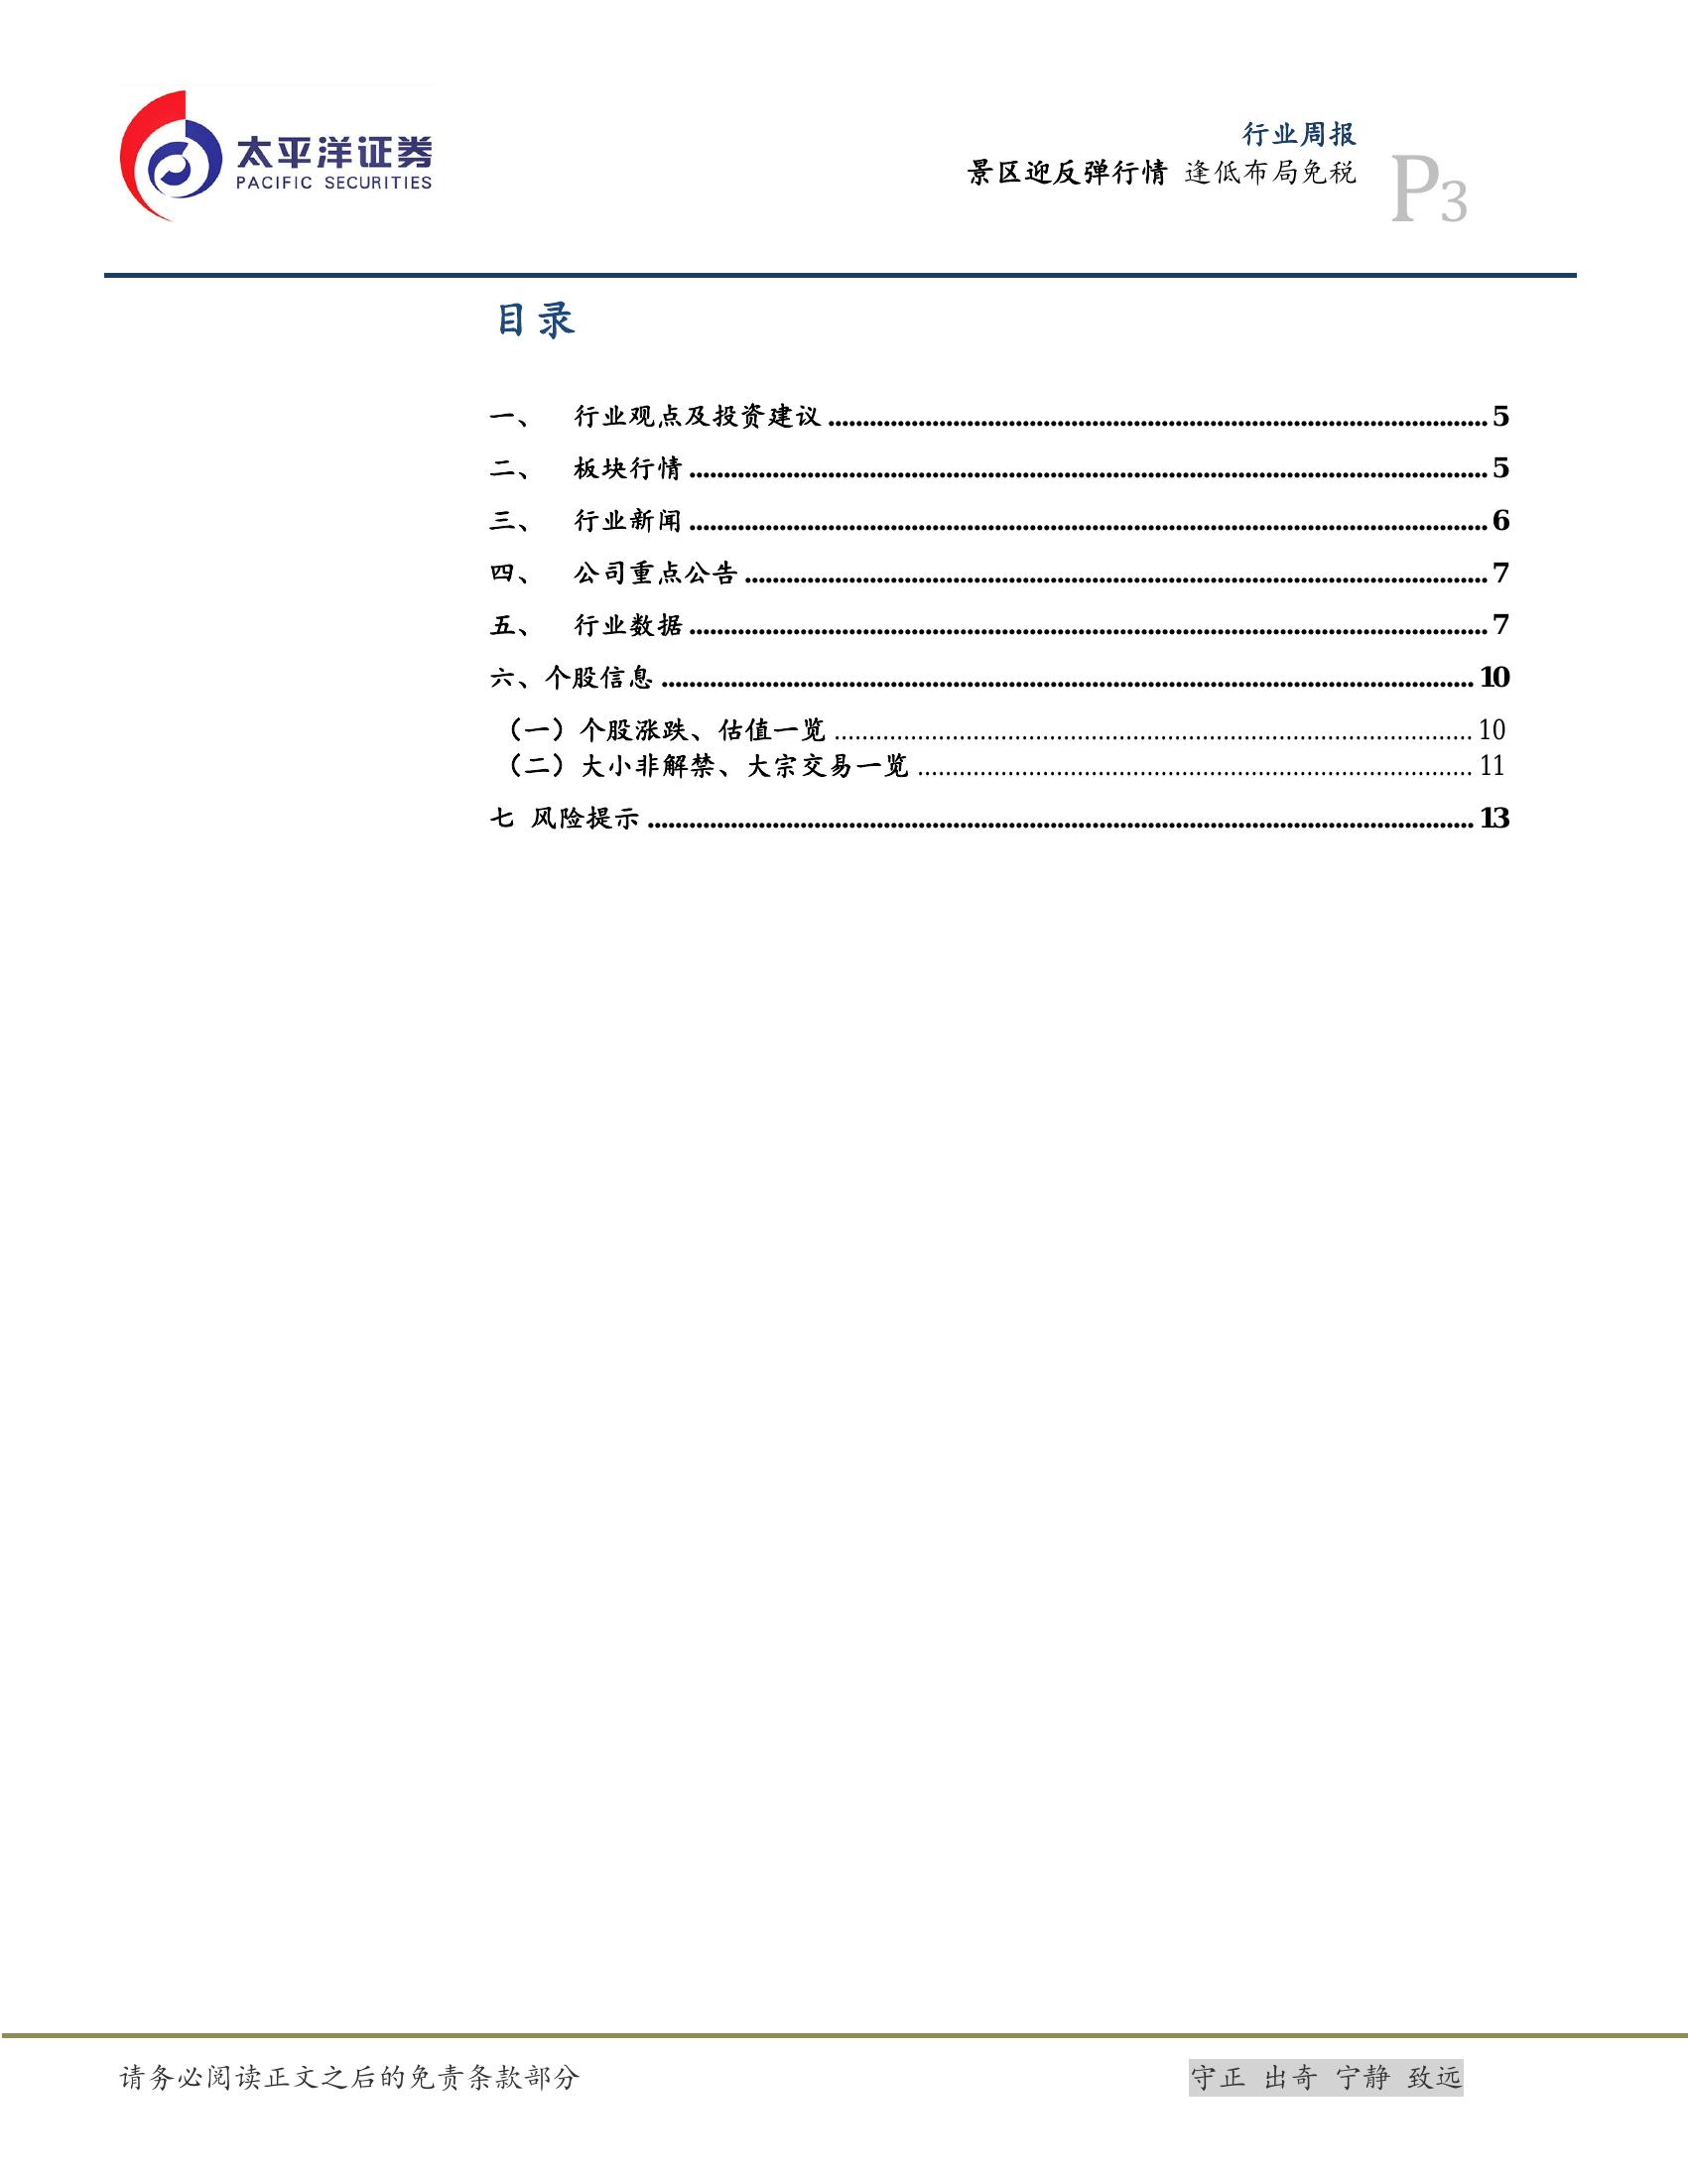 太平洋证券
PACIFIC SECURITIES
行业周报
景区迎反弹行情 逢低布局免税
P3
目录
一、 行业观点及投资建议 5
二、 板块行情 5
三、 行业新闻 6
四、 公司重点公告 7
五、 行业数据 7
六、个股信息 10
（一）个股涨跌、估值一览 10
（二）大小非解禁、大宗交易一览 11
七 风险提示 13
请务必阅读正文之后的免责条款部分
守正 出奇 宁静 致远